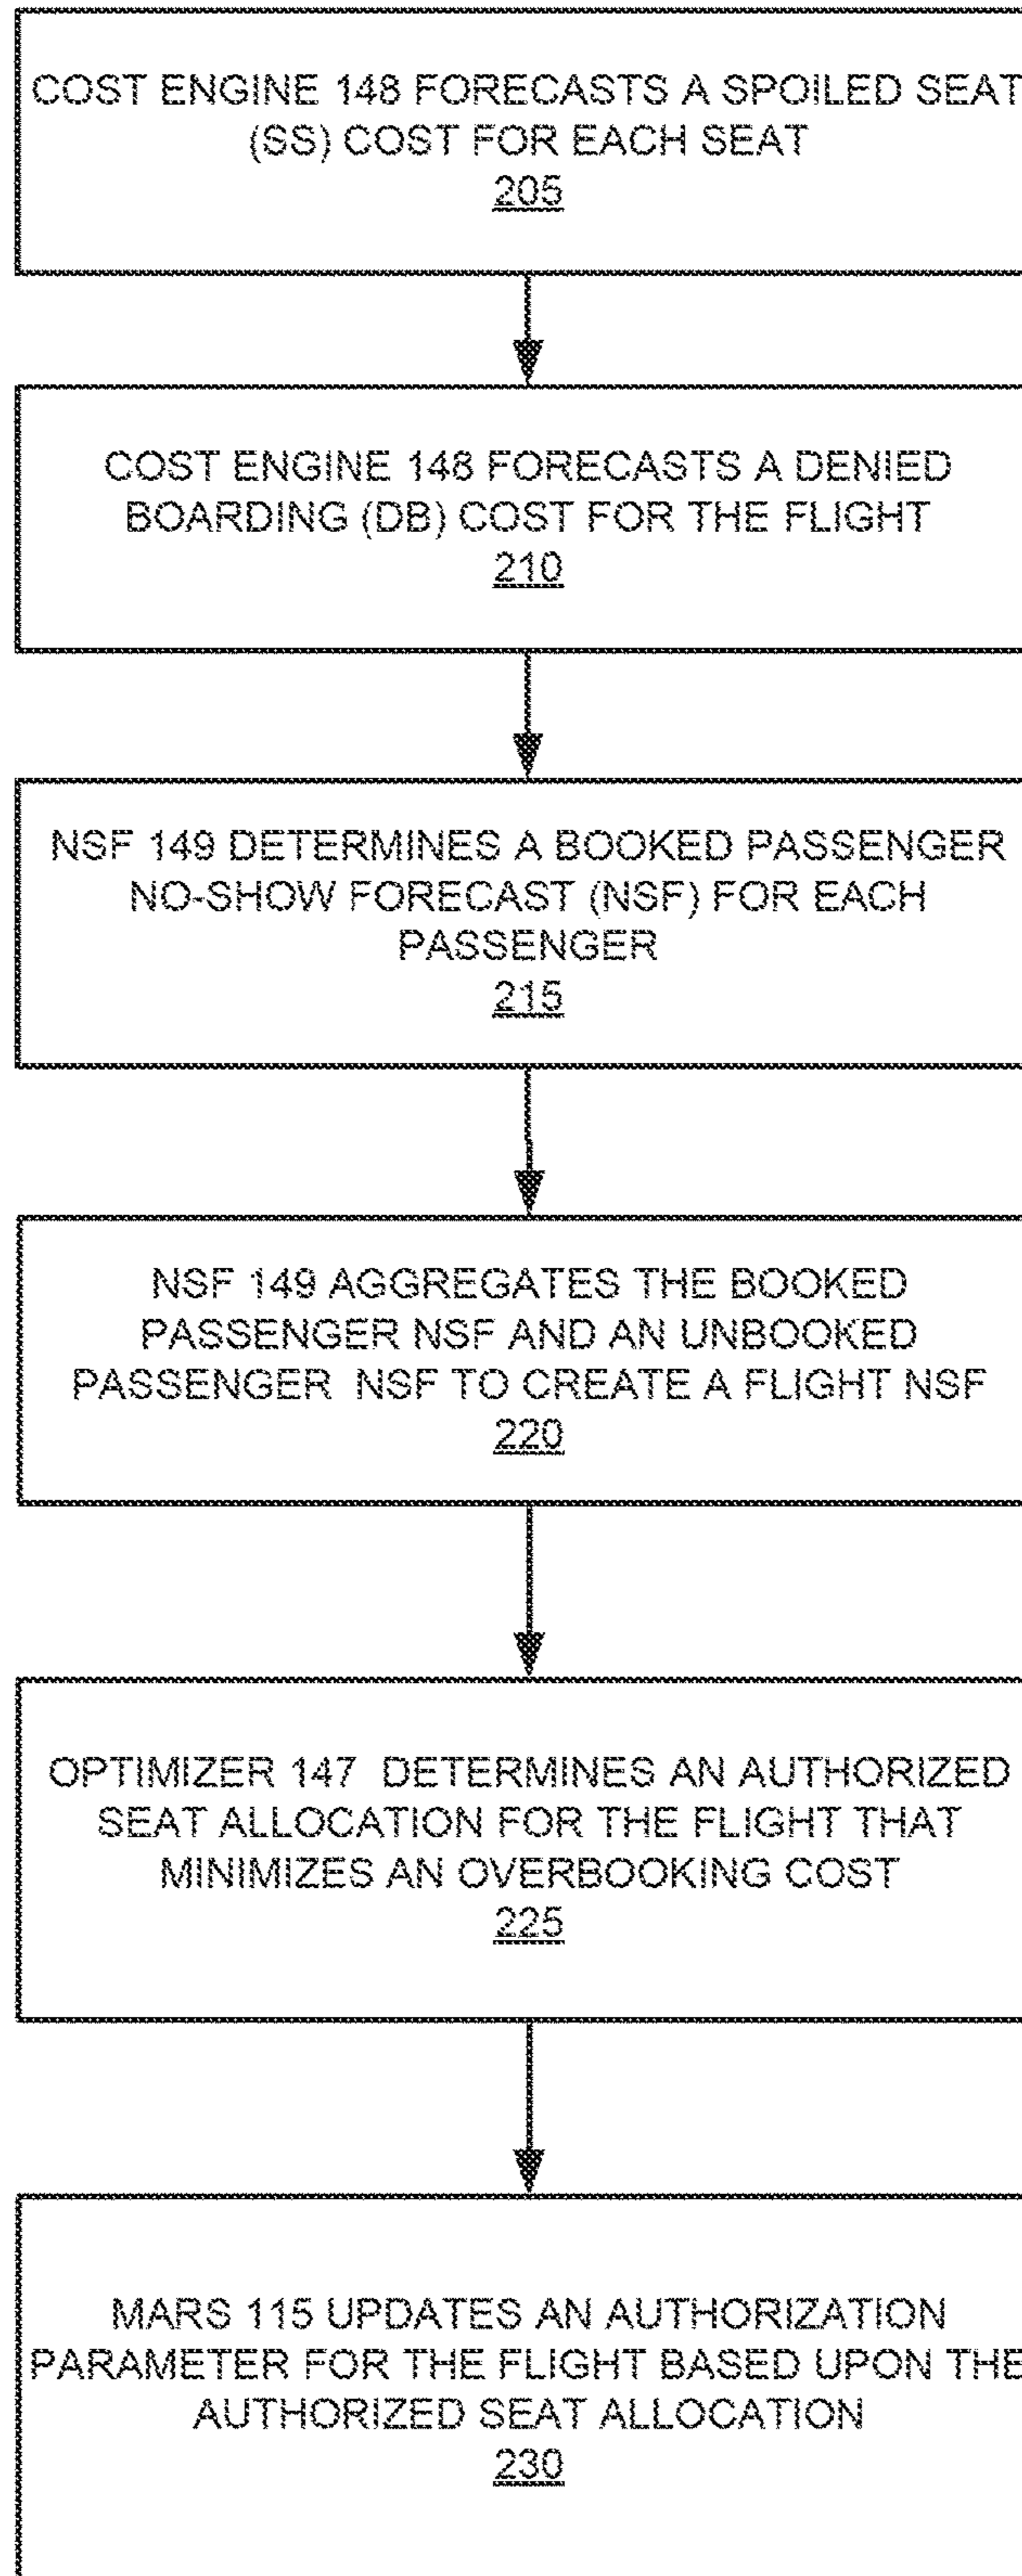 COST ENGINE 148 FORECASTS A SPOILED SEAT
(SS) COST FOR EACH SEAT
205
COST ENGINE 148 FORECASTS A DENIED
BOARDING (DB) COST FOR THE FLIGHT
210
NSF 149 DETERMINES A BOOKED PASSENGER
NO-SHOW FORECAST (NSF) FOR EACH
PASSENGER
215
NSF 149 AGGREGATES THE BOOKED
PASSENGER NSF AND AN UNBOOKED
PASSENGER NSF TO CREATE A FLIGHT NSF
220
OPTIMIZER 147 DETERMINES AN AUTHORIZED
SEAT ALLOCATION FOR THE FLIGHT THAT
MINIMIZES AN OVERBOOKING COST
225
MARS 115 UPDATES AN AUTHORIZATION
PARAMETER FOR THE FLIGHT BASED UPON THE
AUTHORIZED SEAT ALLOCATION
230